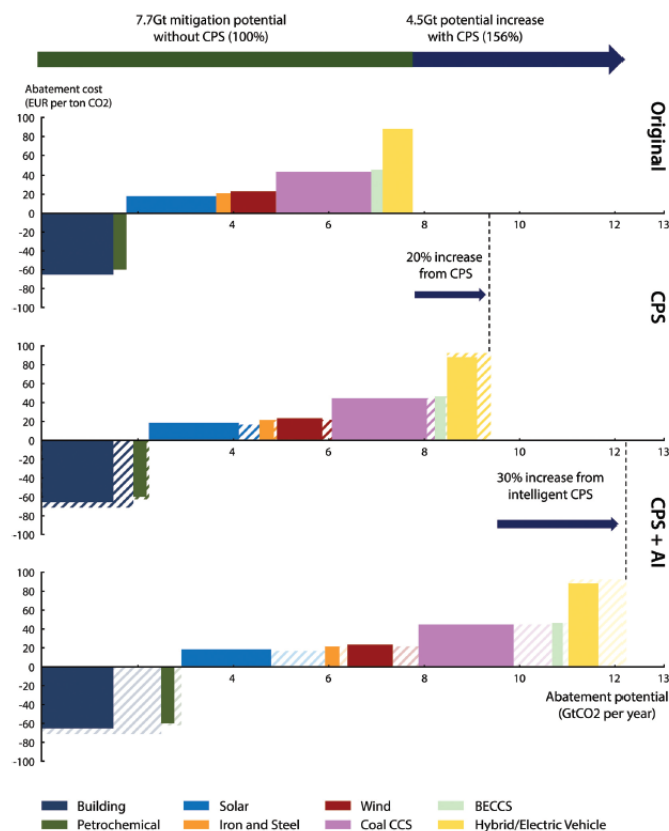 7.7Gt mitigation potential
without CPS (100%)
4.5Gt potential increase
with CPS (156%)
Abatement cost
(EUR per ton CO2)
Original
100
80
60
40
20
0
-20
-40
-60
-80
-100
4
6
8
10
12
13
20% increase
from CPS
CPS
100
80
60
40
20
0
-20
-40
-60
-80
-100
4
6
8
10
12
13
30% increase from
intelligent CPS
CPS + AI
100
80
60
40
20
0
-20
-40
-60
-80
-100
4
6
8
10
12
13
Abatement potential
(GtCO2 per year)
Building
Solar
Wind
BECCS
Petrochemical
Iron and Steel
Coal CCS
Hybrid/Electric Vehicle